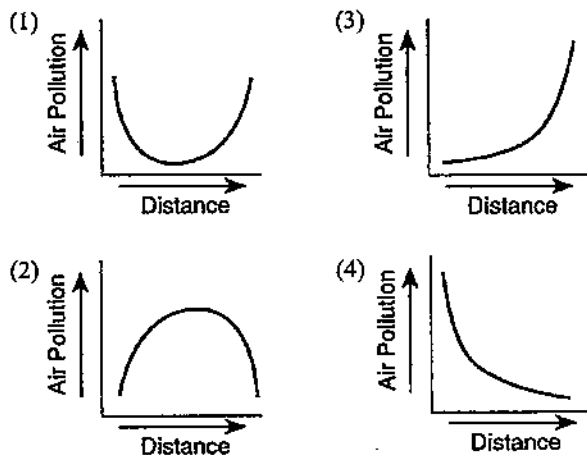 (1)
Air Pollution
Distance
(2)
Air Pollution
Distance
(3)
Air Pollution
Distance
(4)
Air Pollution
Distance